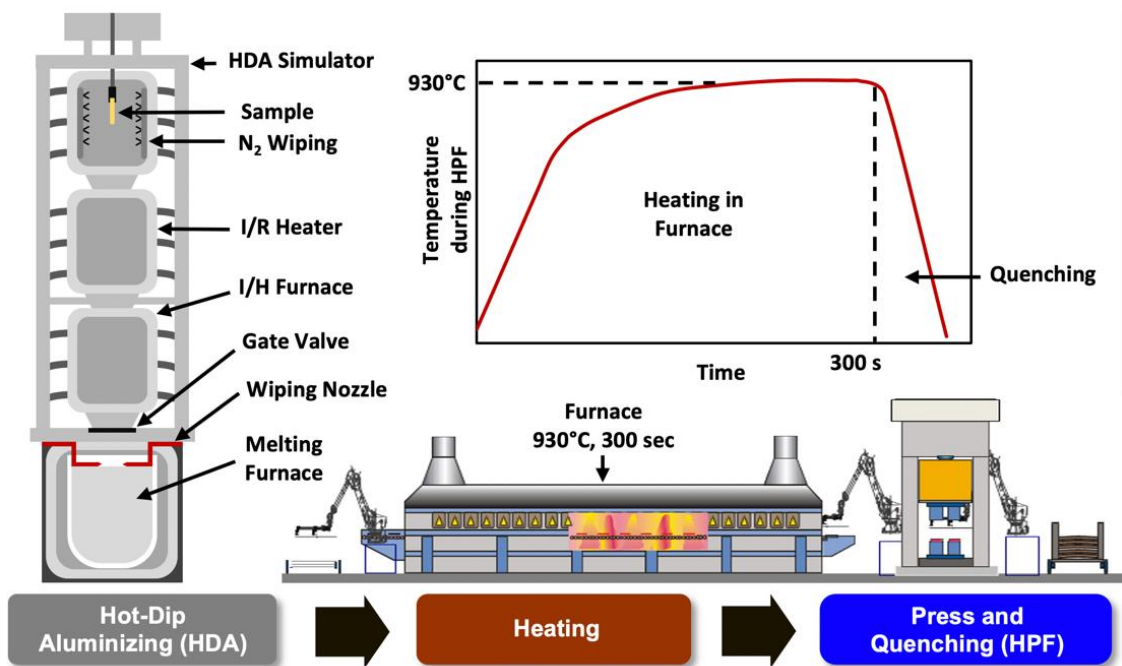 HDA Simulator
Sample
N₂ Wiping
I/R Heater
I/H Furnace
Gate Valve
Wiping Nozzle
Melting
Furnace
930°C
Temperature
during HPF
Heating in
Furnace
Quenching
Time
300 s
Furnace
930°C, 300 sec
Hot-Dip
Aluminizing (HDA)
Heating
Press and
Quenching (HPF)